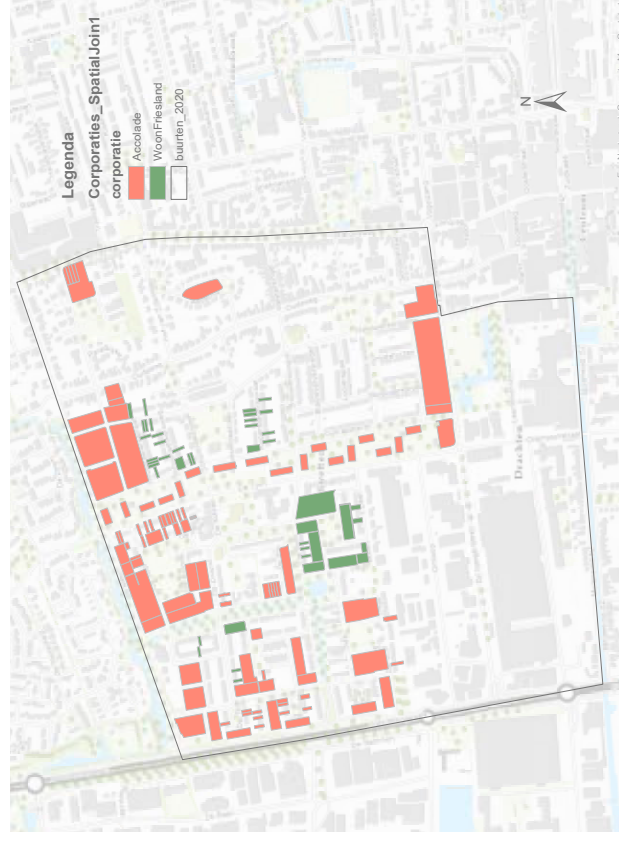 Legenda
Corporaties_SpatialJoin1
corporatie
Accolade
WoonFriesland
buurten_2020
N
Drachten